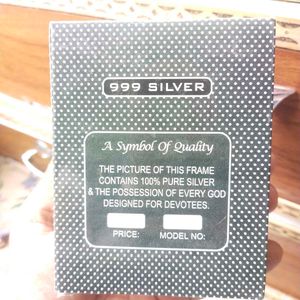 999 SILVER
A Symbol Of Quality
THE PICTURE OF THIS FRAME
CONTAINS 100% PURE SILVER
& THE POSSESSION OF EVERY GOD
DESIGNED FOR DEVOTEES.
PRICE: MODEL NO: